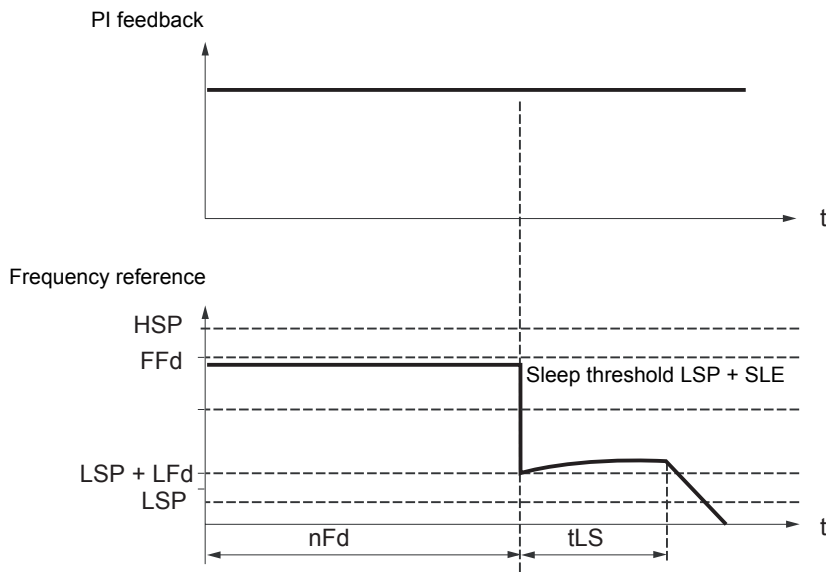 PI feedback
t
Frequency reference
HSP
FFd
Sleep threshold LSP + SLE
LSP + LFd
LSP
t
nFd
tLS